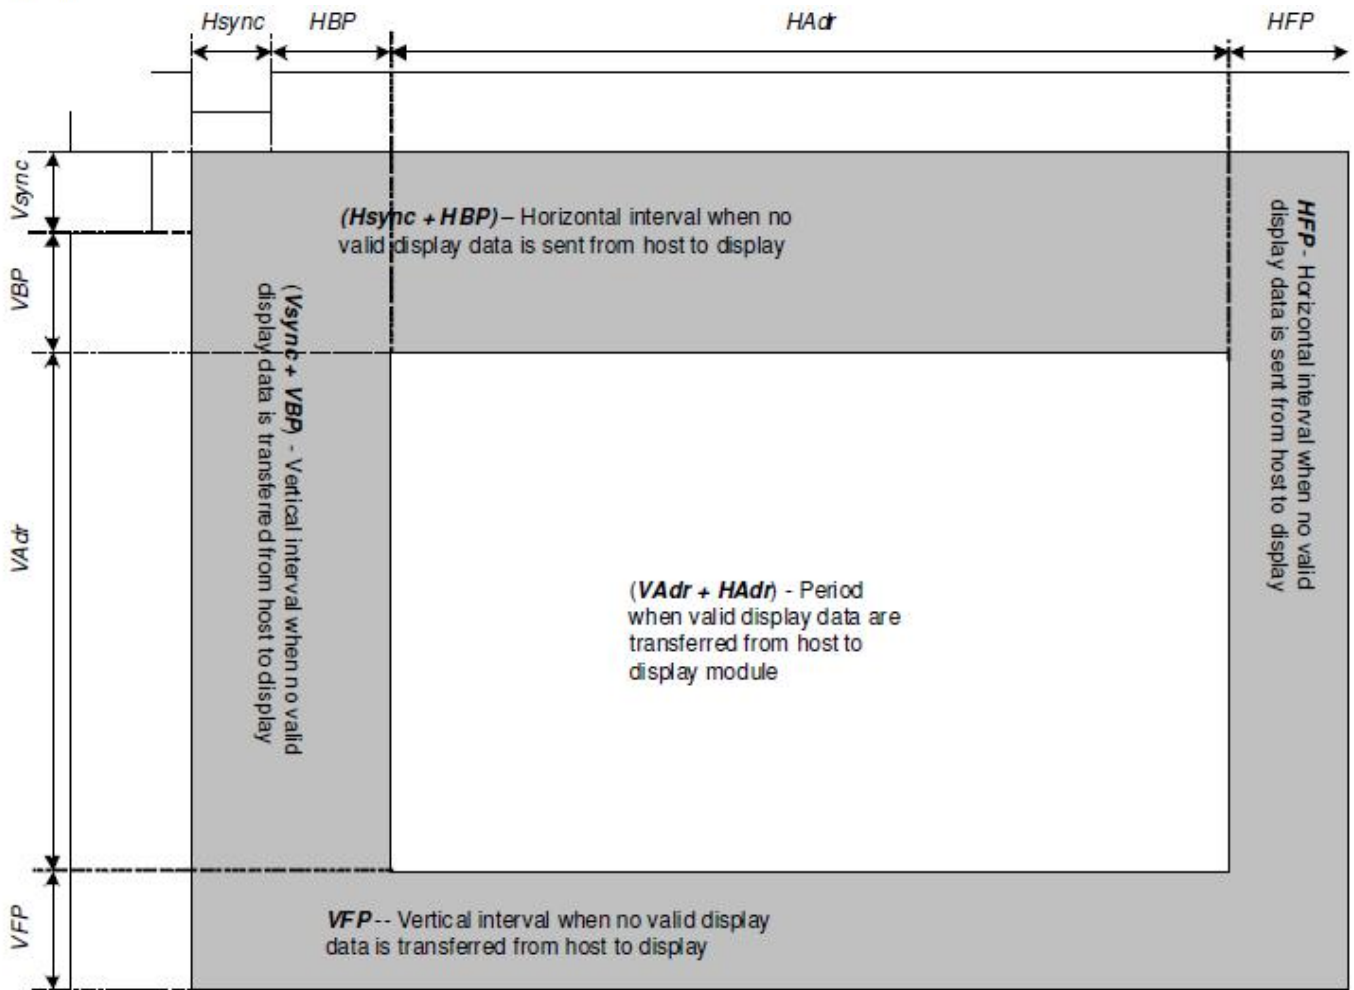 Hsync
HBP
HAdr
HFP
Vsync
VBP
VAdr
VFP
(Hsync + HBP) – Horizontal interval when no
valid display data is sent from host to display
(Vsync + VBP) - Vertical interval when no valid
display data is transferred from host to display
HFP - Horizontal interval when no valid
display data is sent from host to display
(VAdr + HAdr) - Period
when valid display data are
transferred from host to
display module
VFP -- Vertical interval when no valid display
data is transferred from host to display